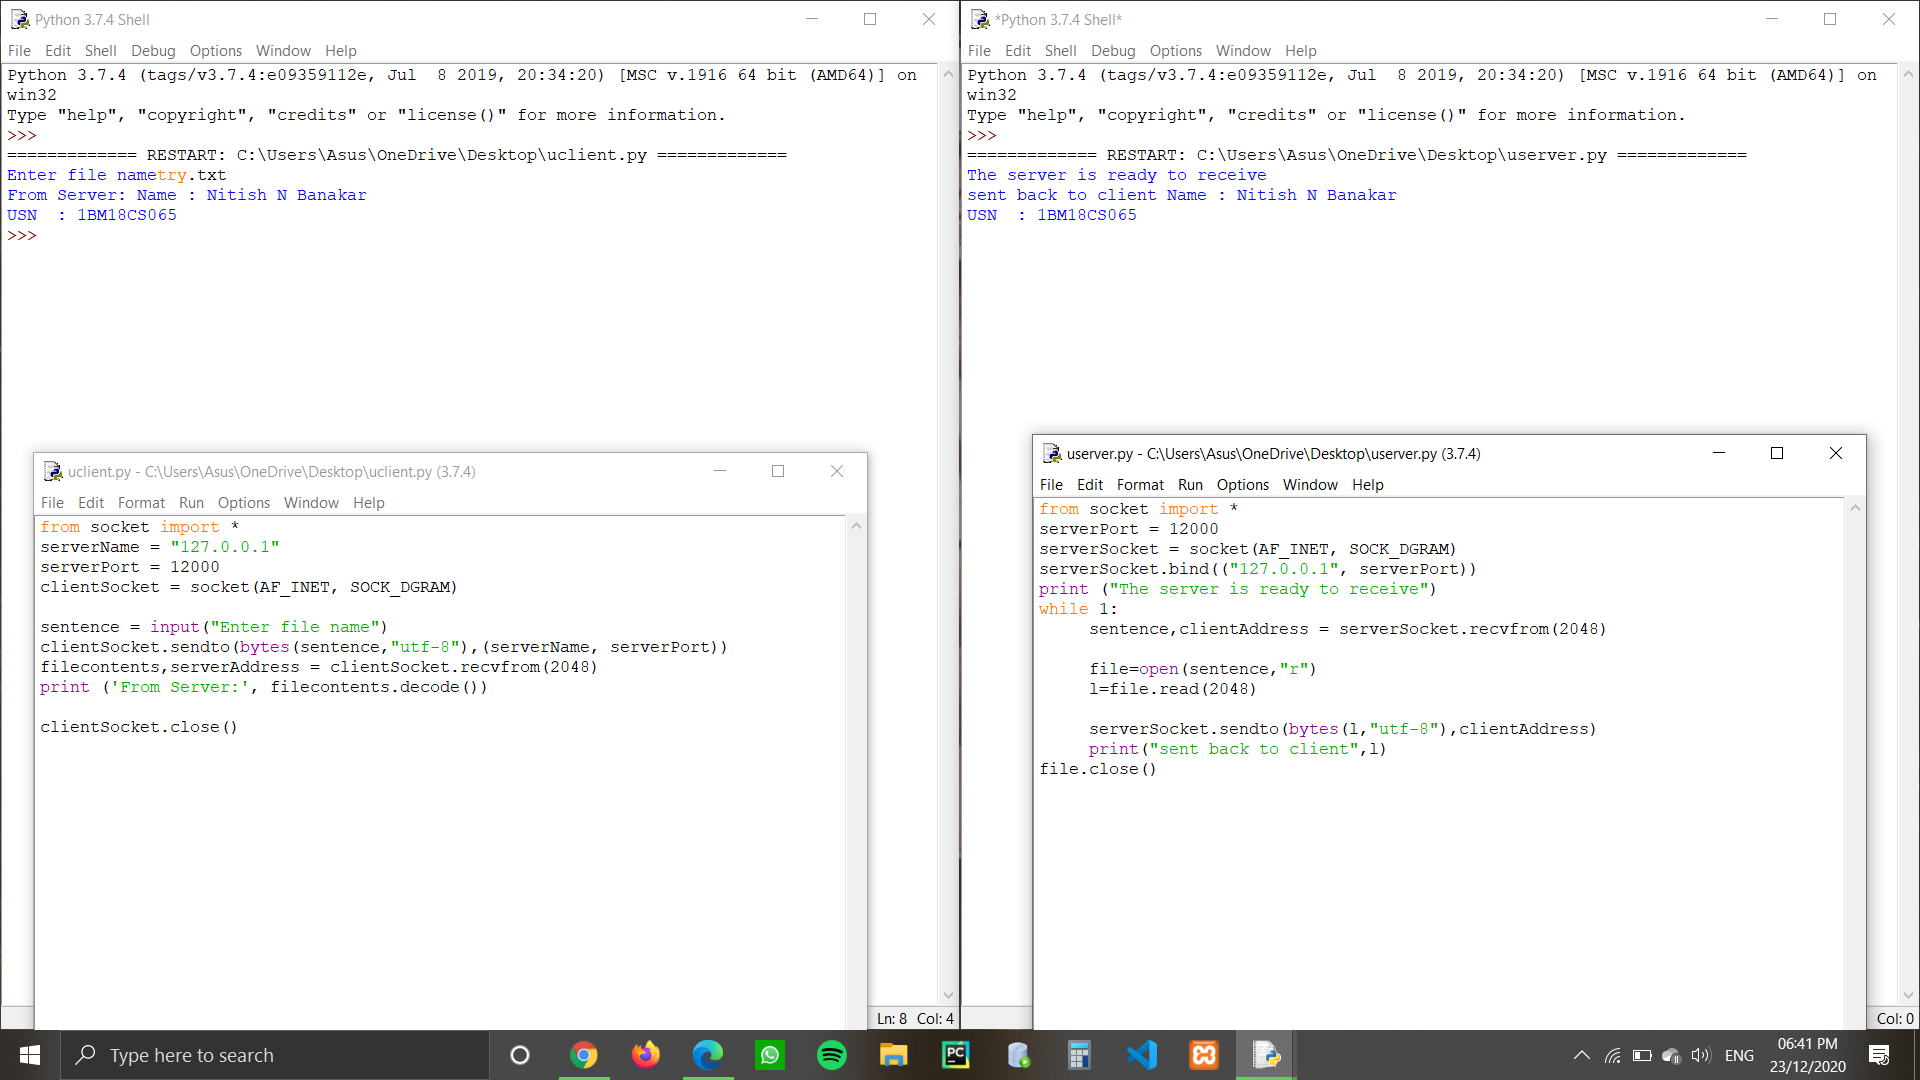 Python 3.7.4 Shell
File Edit Shell Debug Options Window Help
Python 3.7.4 (tags/v3.7.4:e09359112e, Jul  8 2019, 20:34:20) [MSC v.1916 64 bit (AMD64)] on
win32
Type "help", "copyright", "credits" or "license()" for more information.
>>>
============= RESTART: C:\Users\Asus\OneDrive\Desktop\uclient.py =============
Enter file nametry.txt
From Server: Name : Nitish N Banakar
USN  : 1BM18CS065
>>>
uclient.py - C:\Users\Asus\OneDrive\Desktop\uclient.py (3.7.4)
File Edit Format Run Options Window Help
from socket import *
serverName = "127.0.0.1"
serverPort = 12000
clientSocket = socket(AF_INET, SOCK_DGRAM)
sentence = input("Enter file name")
clientSocket.sendto(bytes(sentence,"utf-8"),(serverName, serverPort))
filecontents,serverAddress = clientSocket.recvfrom(2048)
print ('From Server:', filecontents.decode())
clientSocket.close()
Ln: 8 Col: 4
*Python 3.7.4 Shell*
File Edit Shell Debug Options Window Help
Python 3.7.4 (tags/v3.7.4:e09359112e, Jul  8 2019, 20:34:20) [MSC v.1916 64 bit (AMD64)] on
win32
Type "help", "copyright", "credits" or "license()" for more information.
>>>
============= RESTART: C:\Users\Asus\OneDrive\Desktop\userver.py =============
The server is ready to receive
sent back to client Name : Nitish N Banakar
USN  : 1BM18CS065
userver.py - C:\Users\Asus\OneDrive\Desktop\userver.py (3.7.4)
File Edit Format Run Options Window Help
from socket import *
serverPort = 12000
serverSocket = socket(AF_INET, SOCK_DGRAM)
serverSocket.bind(("127.0.0.1", serverPort))
print ("The server is ready to receive")
while 1:
     sentence,clientAddress = serverSocket.recvfrom(2048)
     file=open(sentence,"r")
     l=file.read(2048)
     serverSocket.sendto(bytes(l,"utf-8"),clientAddress)
     print("sent back to client",l)
file.close()
Col: 0
Type here to search
PC
ENG
06:41 PM
23/12/2020